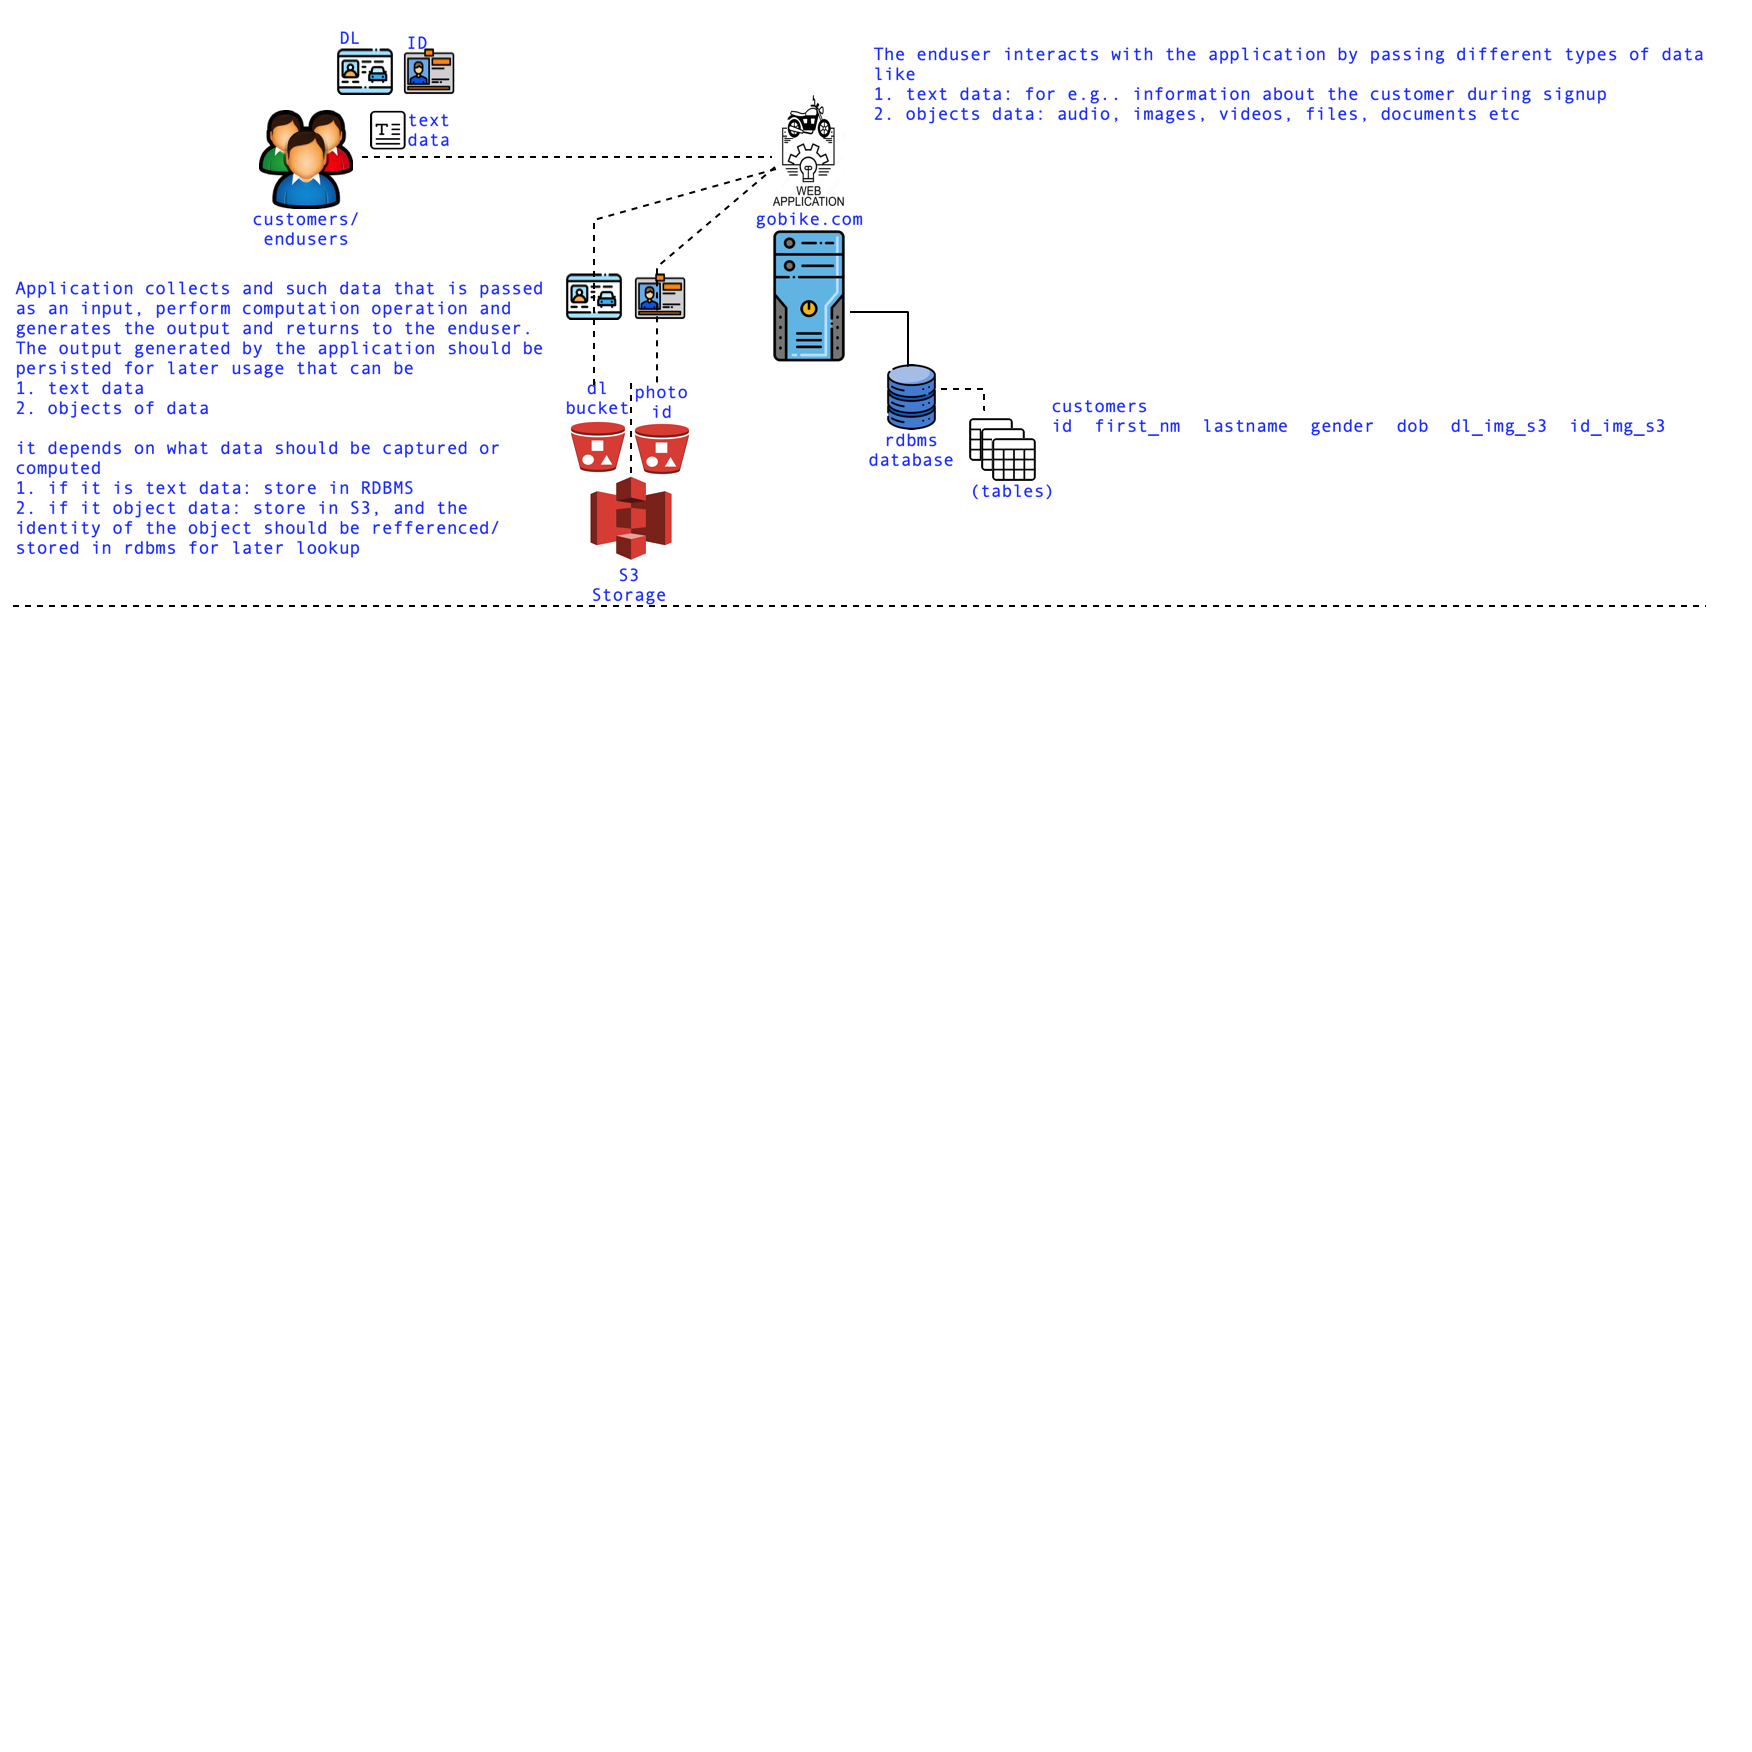 DL
ID
text
data
customers/
endusers
The enduser interacts with the application by passing different types of data
like
1. text data: for e.g.. information about the customer during signup
2. objects data: audio, images, videos, files, documents etc
WEB
APPLICATION
gobike.com
Application collects and such data that is passed
as an input, perform computation operation and
generates the output and returns to the enduser.
The output generated by the application should be
persisted for later usage that can be
1. text data
2. objects of data
it depends on what data should be captured or
computed
1. if it is text data: store in RDBMS
2. if it object data: store in S3, and the
identity of the object should be refferenced/
stored in rdbms for later lookup
dl
bucket
photo
id
S3
Storage
rdbms
database
(tables)
customers
id first_nm lastname gender dob dl_img_s3 id_img_s3